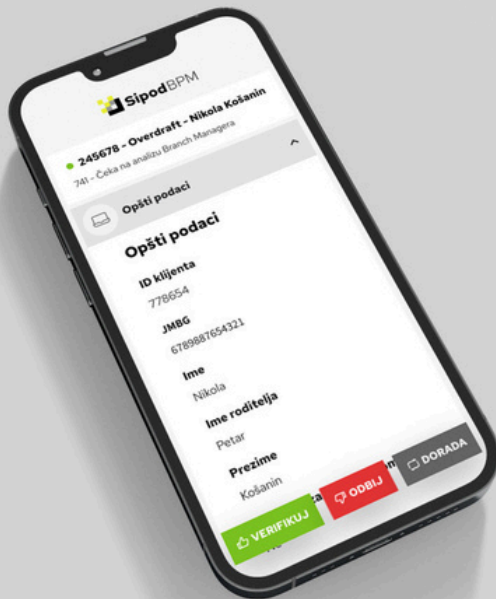 SipodBPM
245678 - Overdraft - Nikola Košanin
741 - Čeka na analizu Branch Managera
Opšti podaci
Opšti podaci
ID klijenta
778654
JMBG
6789887654321
Ime
Nikola
Ime roditelja
Petar
Prezime
Košanin
VERIFIKUJ
ODBIJ
DORADA